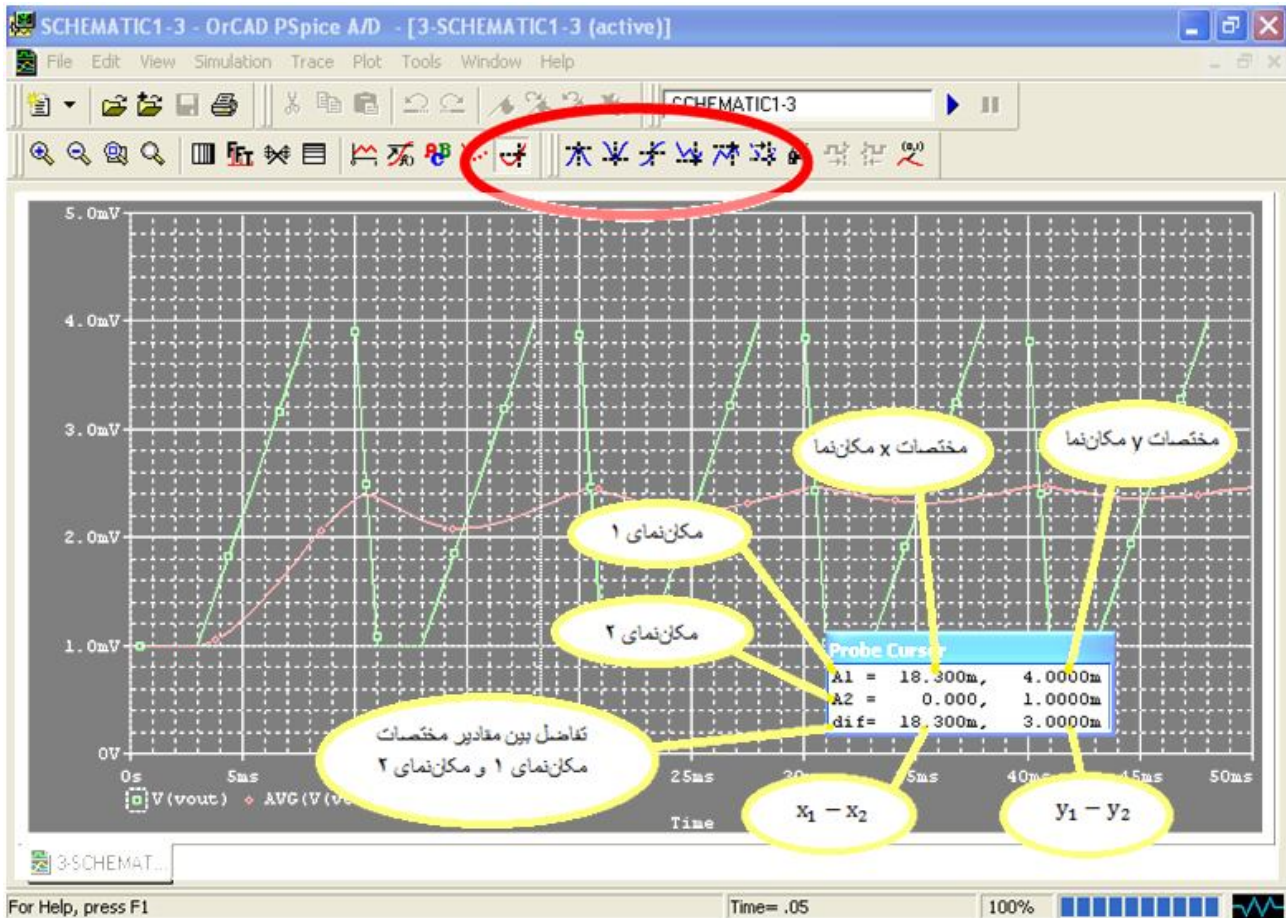 SCHEMATIC1-3 - OrCAD PSpice A/D - [3-SCHEMATIC1-3 (active)]
File Edit View Simulation Trace Plot Tools Window Help
SCHEMATIC1-3
5.0mV
4.0mV
3.0mV
2.0mV
1.0mV
0V
مختصات x مکان‌نما
مختصات y مکان‌نما
مکان‌نمای ۱
مکان‌نمای ۲
Probe Cursor
A1 = 18.300m, 4.0000m
A2 = 0.000, 1.0000m
dif= 18.300m, 3.0000m
تفاضل بین مقادیر مختصات
مکان‌نمای ۱ و مکان‌نمای ۲
x₁ − x₂
y₁ − y₂
0s 5ms 25ms 40ms 50ms
V(vout) AVG(V(v
Time
3-SCHEMAT...
For Help, press F1 Time= .05 100%